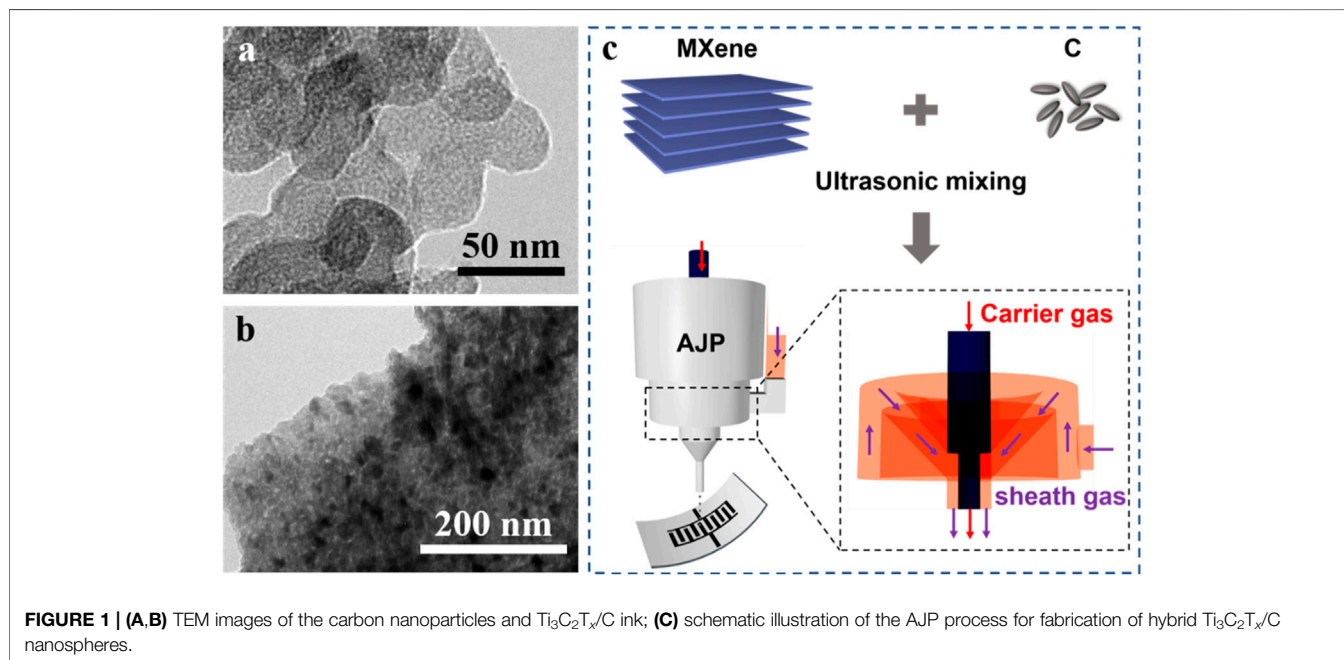 a
50 nm
b
200 nm
c
MXene
C
Ultrasonic mixing
AJP
Carrier gas
sheath gas
FIGURE 1 | (A,B) TEM images of the carbon nanoparticles and Ti₃C₂Tₓ/C ink; (C) schematic illustration of the AJP process for fabrication of hybrid Ti₃C₂Tₓ/C
nanospheres.